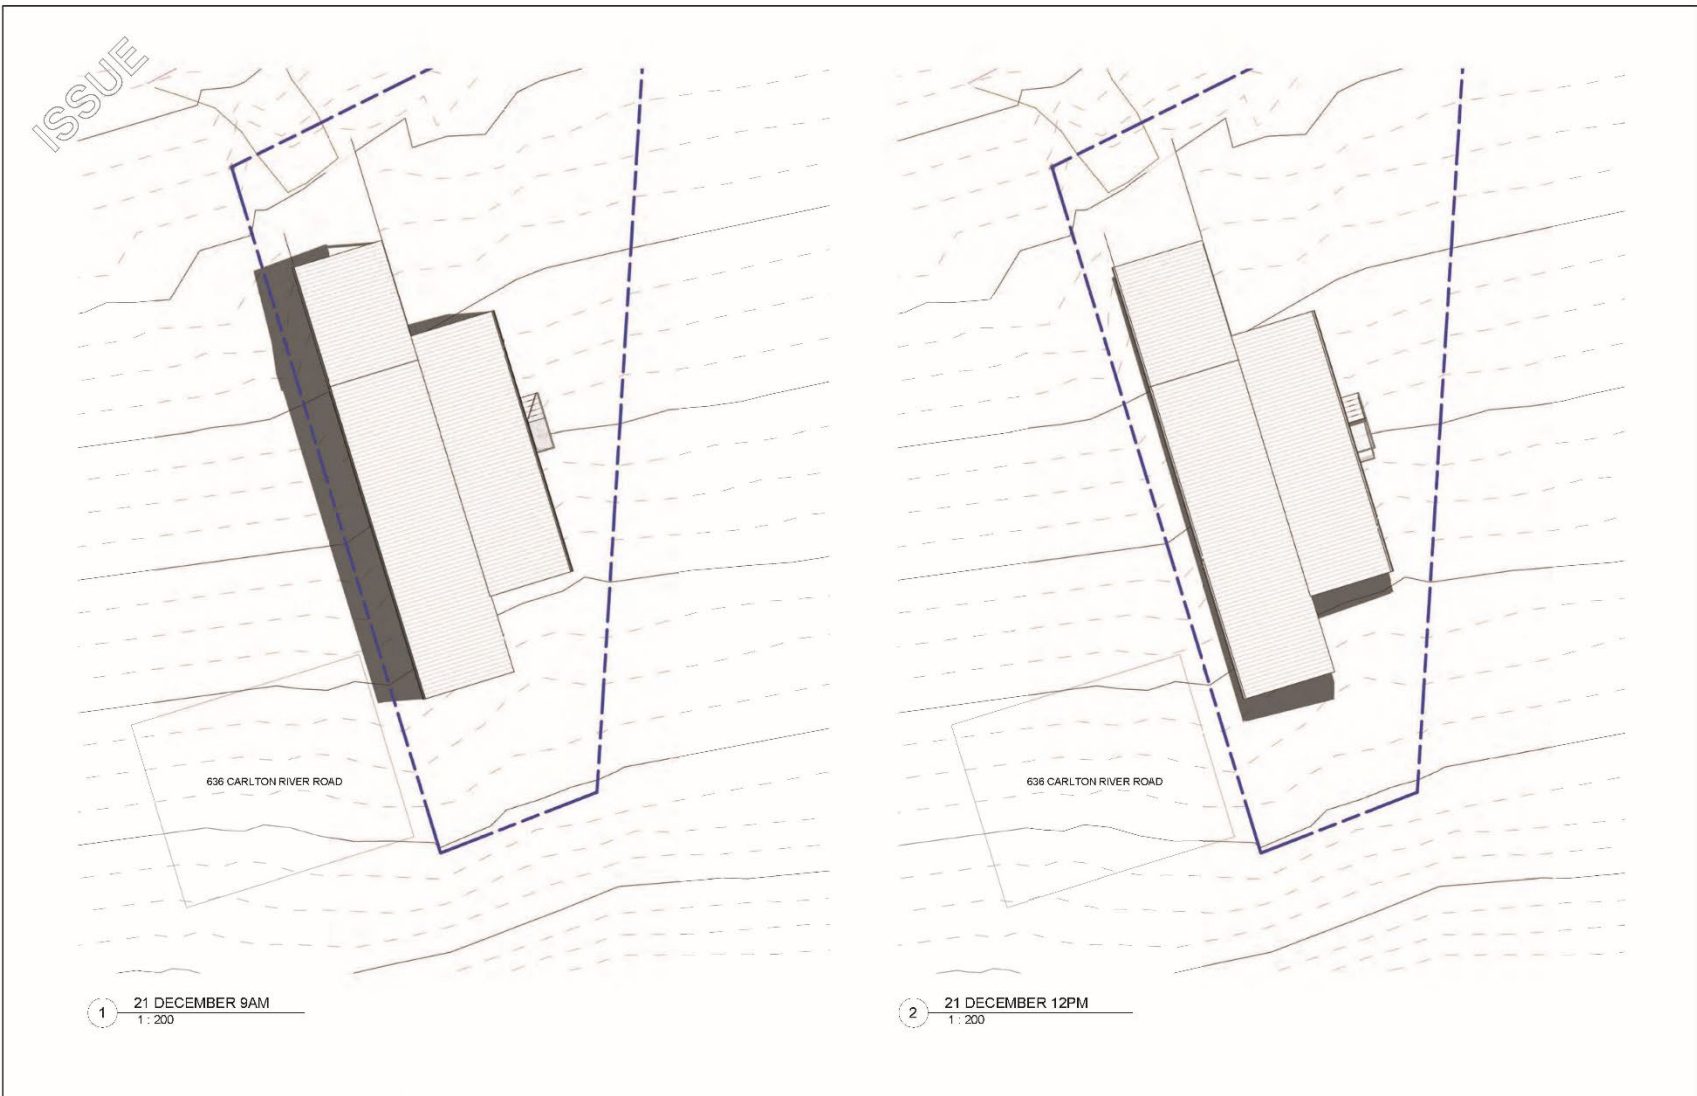 ISSUE
636 CARLTON RIVER ROAD
636 CARLTON RIVER ROAD
1
21 DECEMBER 9AM
1 : 200
2
21 DECEMBER 12PM
1 : 200